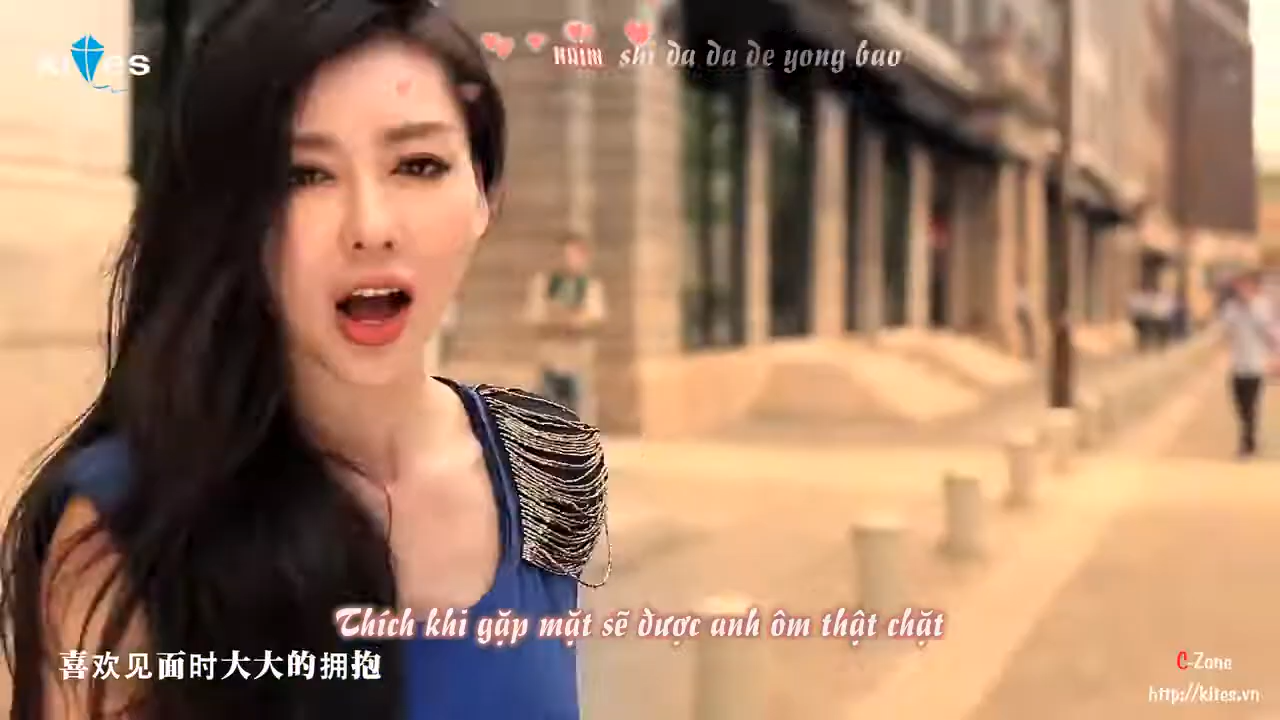 kites
shi da da de yong bao
Thích khi gặp mặt sẽ được anh ôm thật chặt
喜欢见面时大大的拥抱
C-Zone
http://kites.vn